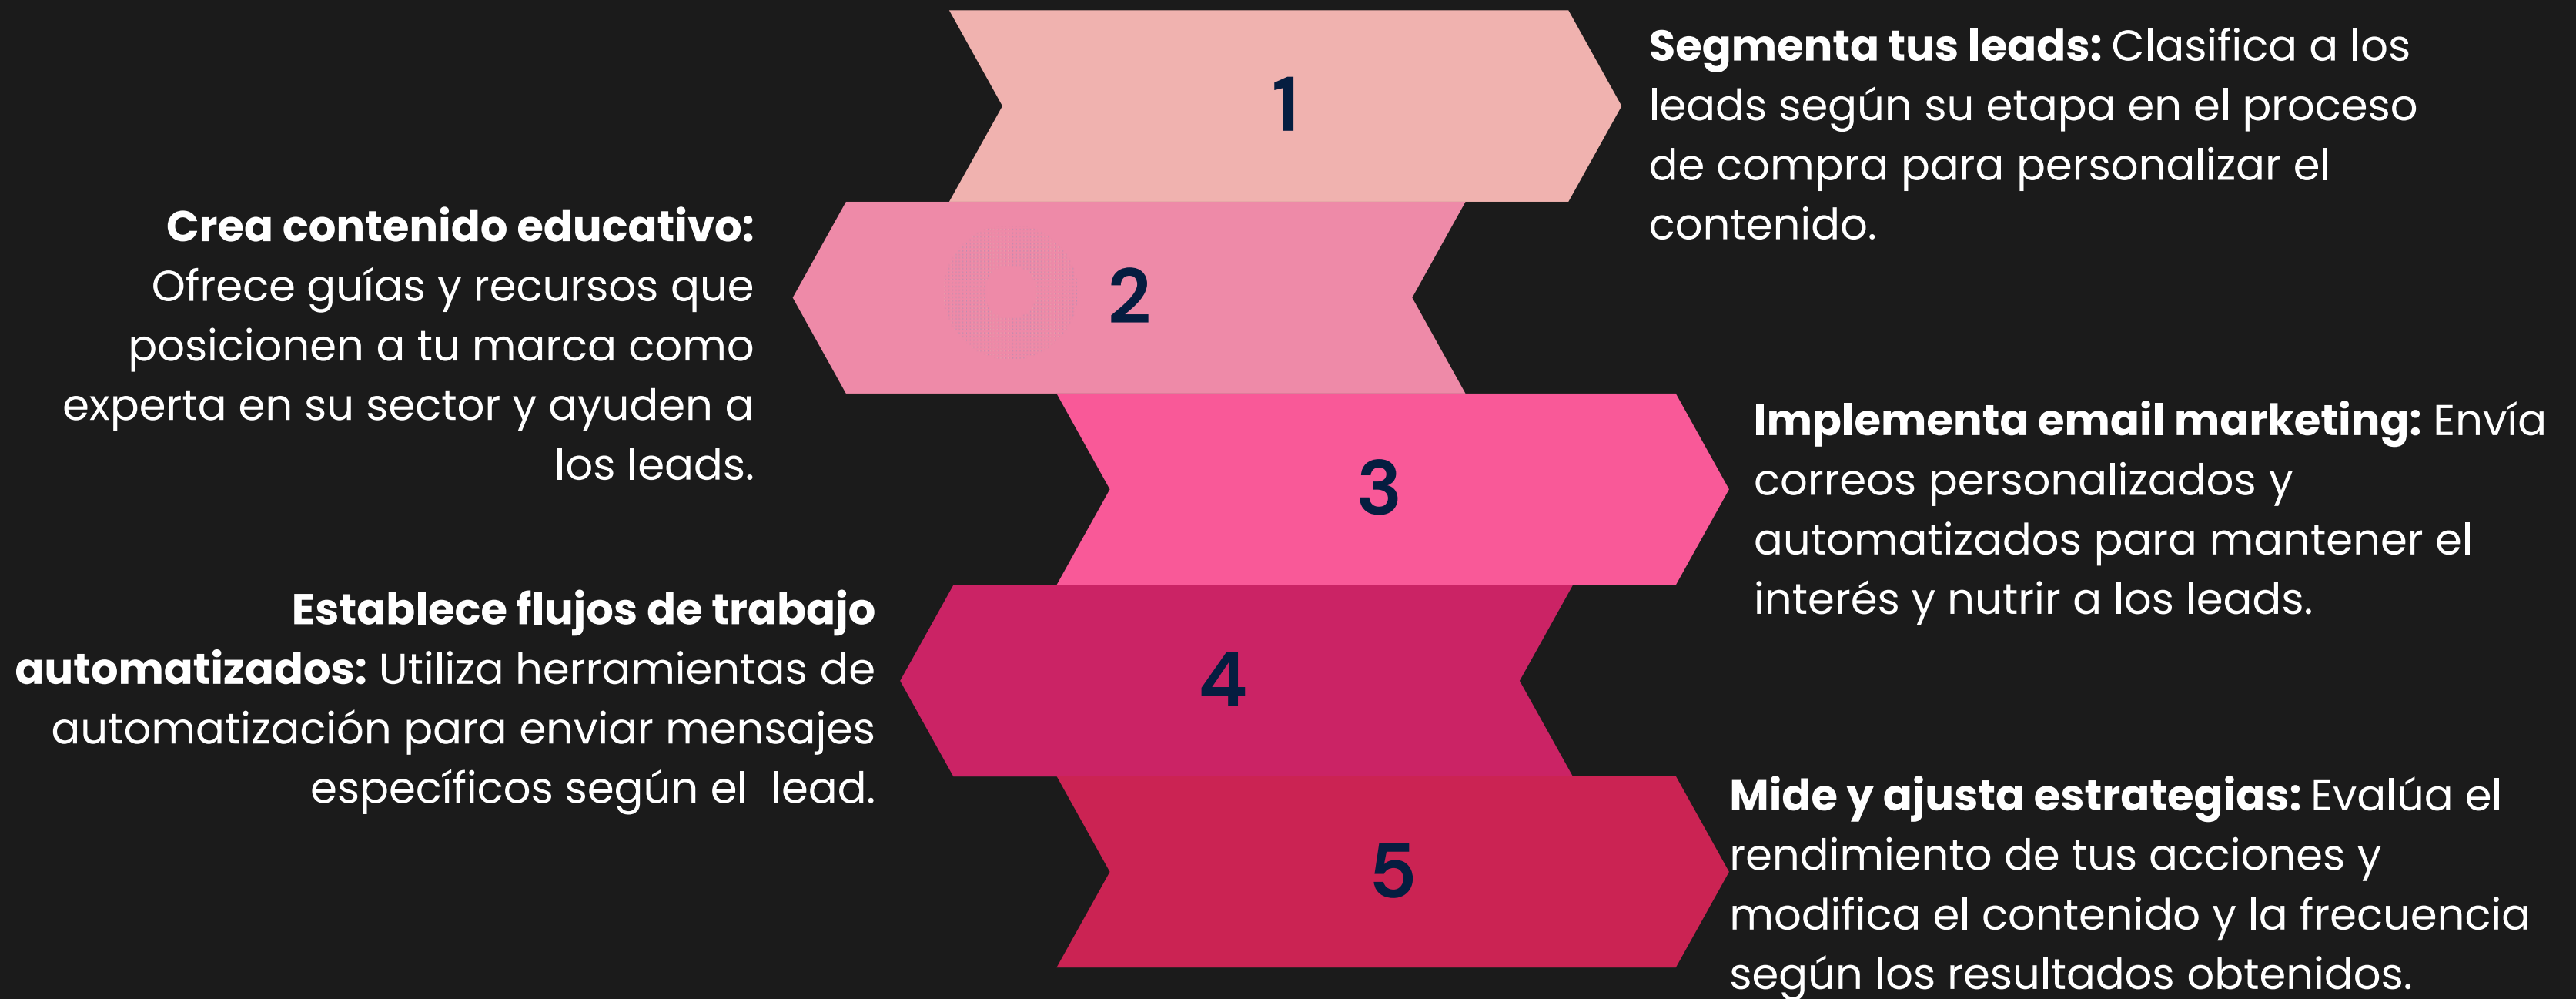 1
Segmenta tus leads: Clasifica a los
leads según su etapa en el proceso
de compra para personalizar el
contenido.
Crea contenido educativo:
Ofrece guías y recursos que
posicionen a tu marca como
experta en su sector y ayuden a
los leads.
2
3
Implementa email marketing: Envía
correos personalizados y
automatizados para mantener el
interés y nutrir a los leads.
Establece flujos de trabajo
automatizados: Utiliza herramientas de
automatización para enviar mensajes
específicos según el  lead.
4
5
Mide y ajusta estrategias: Evalúa el
rendimiento de tus acciones y
modifica el contenido y la frecuencia
según los resultados obtenidos.